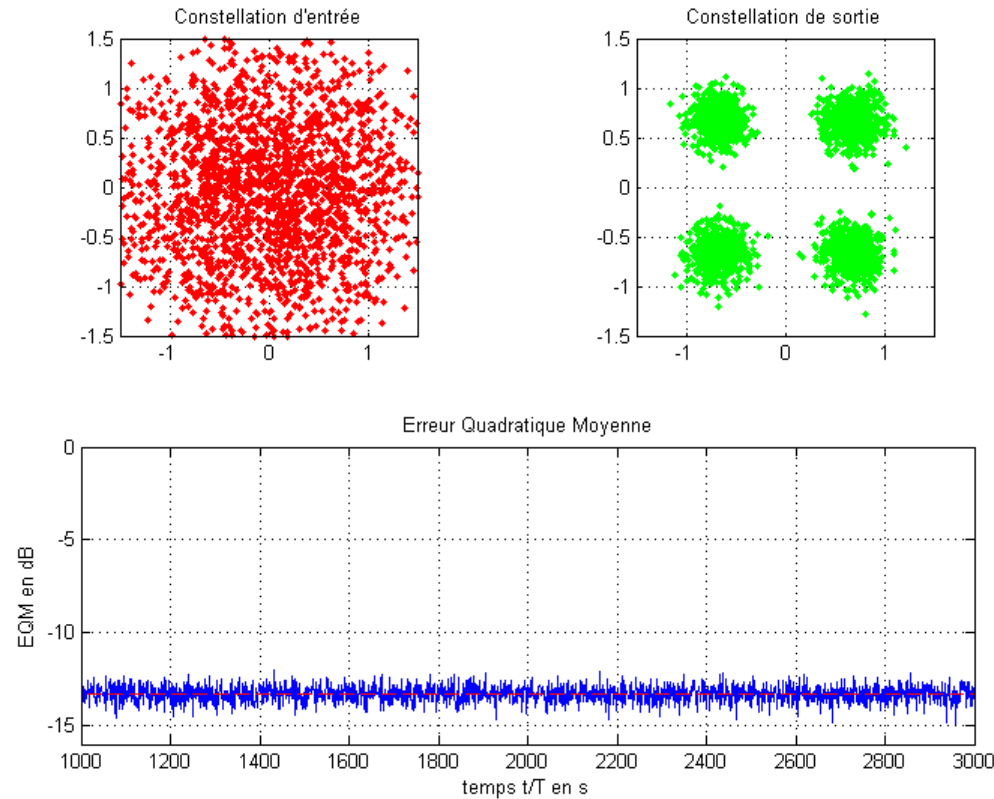 Constellation d'entrée
1.5
1
0.5
0
-0.5
-1
-1.5
-1 0 1
Constellation de sortie
1.5
1
0.5
0
-0.5
-1
-1.5
-1 0 1
Erreur Quadratique Moyenne
EQM en dB
0
-5
-10
-15
1000 1200 1400 1600 1800 2000 2200 2400 2600 2800 3000
temps t/T en s